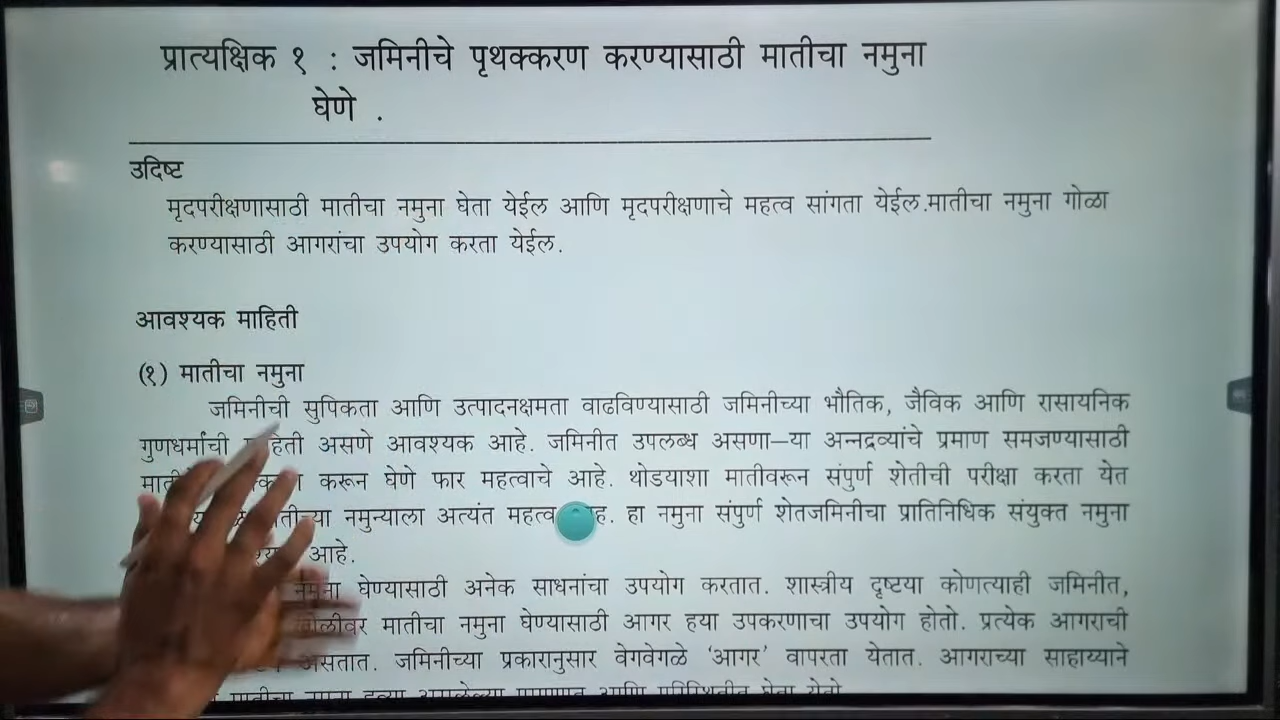 प्रात्यक्षिक १ : जमिनीचे पृथक्करण करण्यासाठी मातीचा नमुना
घेणे .
उदिष्ट
मृदपरीक्षणासाठी मातीचा नमुना घेता येईल आणि मृदपरीक्षणाचे महत्व सांगता येईल.मातीचा नमुना गोळा
करण्यासाठी आगरांचा उपयोग करता येईल.
आवश्यक माहिती
(१) मातीचा नमुना
जमिनीची सुपिकता आणि उत्पादनक्षमता वाढविण्यासाठी जमिनीच्या भौतिक, जैविक आणि रासायनिक
गुणधर्मांची असणे आवश्यक आहे. जमिनीत उपलब्ध असणा—या अन्नद्रव्यांचे प्रमाण समजण्यासाठी
करून घेणे फार महत्वाचे आहे. थोडयाशा मातीवरून संपुर्ण शेतीची परीक्षा करता येत
नमुन्याला अत्यंत महत्व हा नमुना संपुर्ण शेतजमिनीचा प्रातिनिधिक संयुक्त नमुना
आहे.
नमुना घेण्यासाठी अनेक साधनांचा उपयोग करतात. शास्त्रीय दृष्टया कोणत्याही जमिनीत,
मातीचा नमुना घेण्यासाठी आगर हया उपकरणाचा उपयोग होतो. प्रत्येक आगराची
असतात. जमिनीच्या प्रकारानुसार वेगवेगळे ‘आगर’ वापरता येतात. आगराच्या साहाय्याने